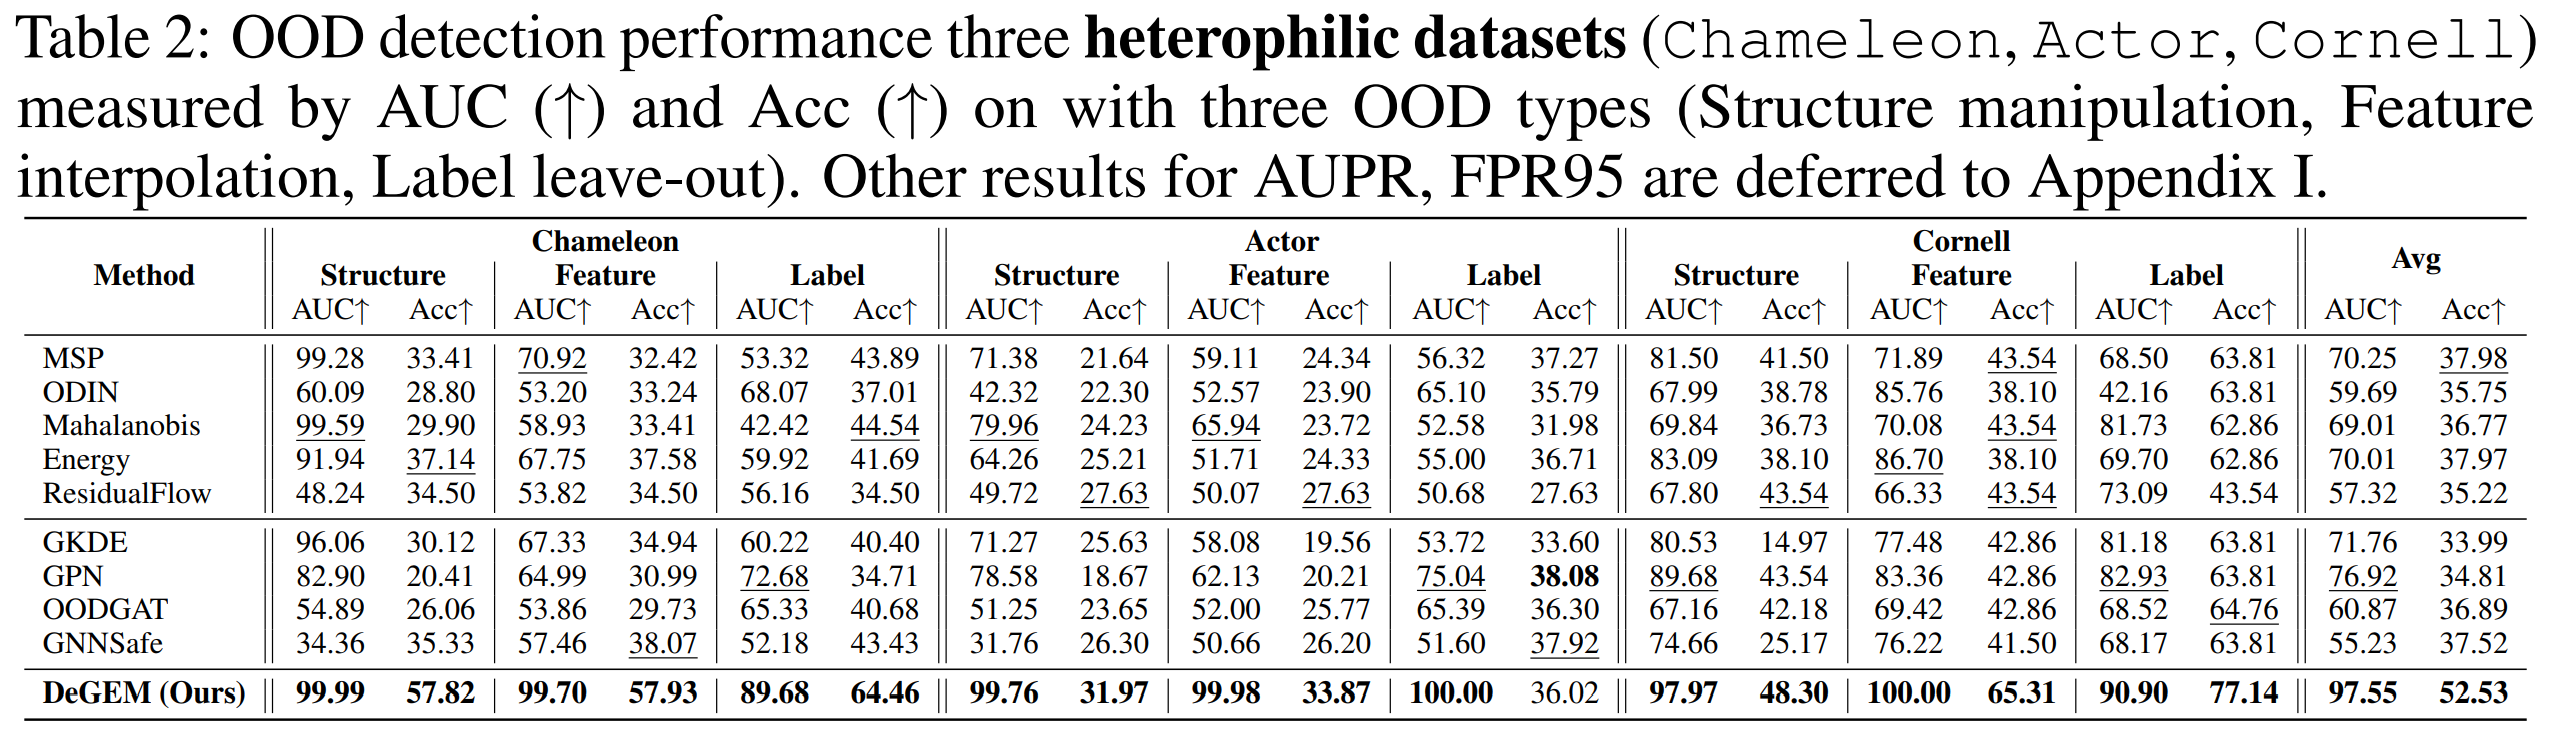 Table 2: OOD detection performance three heterophilic datasets (Chameleon, Actor, Cornell)
measured by AUC (↑) and Acc (↑) on with three OOD types (Structure manipulation, Feature
interpolation, Label leave-out). Other results for AUPR, FPR95 are deferred to Appendix I.
Chameleon Actor Cornell
Method Structure Feature Label Structure Feature Label Structure Feature Label Avg
AUC↑ Acc↑ AUC↑ Acc↑ AUC↑ Acc↑ AUC↑ Acc↑ AUC↑ Acc↑ AUC↑ Acc↑ AUC↑ Acc↑ AUC↑ Acc↑ AUC↑ Acc↑ AUC↑ Acc↑
MSP 99.28 33.41 70.92 32.42 53.32 43.89 71.38 21.64 59.11 24.34 56.32 37.27 81.50 41.50 71.89 43.54 68.50 63.81 70.25 37.98
ODIN 60.09 28.80 53.20 33.24 68.07 37.01 42.32 22.30 52.57 23.90 65.10 35.79 67.99 38.78 85.76 38.10 42.16 63.81 59.69 35.75
Mahalanobis 99.59 29.90 58.93 33.41 42.42 44.54 79.96 24.23 65.94 23.72 52.58 31.98 69.84 36.73 70.08 43.54 81.73 62.86 69.01 36.77
Energy 91.94 37.14 67.75 37.58 59.92 41.69 64.26 25.21 51.71 24.33 55.00 36.71 83.09 38.10 86.70 38.10 69.70 62.86 70.01 37.97
ResidualFlow 48.24 34.50 53.82 34.50 56.16 34.50 49.72 27.63 50.07 27.63 50.68 27.63 67.80 43.54 66.33 43.54 73.09 43.54 57.32 35.22
GKDE 96.06 30.12 67.33 34.94 60.22 40.40 71.27 25.63 58.08 19.56 53.72 33.60 80.53 14.97 77.48 42.86 81.18 63.81 71.76 33.99
GPN 82.90 20.41 64.99 30.99 72.68 34.71 78.58 18.67 62.13 20.21 75.04 38.08 89.68 43.54 83.36 42.86 82.93 63.81 76.92 34.81
OODGAT 54.89 26.06 53.86 29.73 65.33 40.68 51.25 23.65 52.00 25.77 65.39 36.30 67.16 42.18 69.42 42.86 68.52 64.76 60.87 36.89
GNNSafe 34.36 35.33 57.46 38.07 52.18 43.43 31.76 26.30 50.66 26.20 51.60 37.92 74.66 25.17 76.22 41.50 68.17 63.81 55.23 37.52
DeGEM (Ours) 99.99 57.82 99.70 57.93 89.68 64.46 99.76 31.97 99.98 33.87 100.00 36.02 97.97 48.30 100.00 65.31 90.90 77.14 97.55 52.53